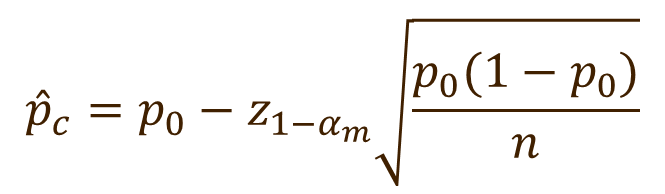 p̂_c = p_0 − z_{1−α_m} √(p_0(1 − p_0)/n)